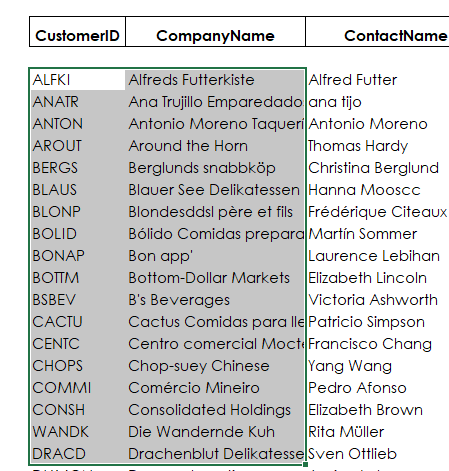 CustomerID CompanyName ContactName
ALFKI Alfreds Futterkiste Alfred Futter
ANATR Ana Trujillo Emparedado ana tijo
ANTON Antonio Moreno Taquerí Antonio Moreno
AROUT Around the Horn Thomas Hardy
BERGS Berglunds snabbköp Christina Berglund
BLAUS Blauer See Delikatessen Hanna Mooscc
BLONP Blondesddsl père et fils Frédérique Citeaux
BOLID Bólido Comidas prepara Martín Sommer
BONAP Bon app' Laurence Lebihan
BOTTM Bottom-Dollar Markets Elizabeth Lincoln
BSBEV B's Beverages Victoria Ashworth
CACTU Cactus Comidas para lle Patricio Simpson
CENTC Centro comercial Mocte Francisco Chang
CHOPS Chop-suey Chinese Yang Wang
COMMI Comércio Mineiro Pedro Afonso
CONSH Consolidated Holdings Elizabeth Brown
WANDK Die Wandernde Kuh Rita Müller
DRACD Drachenblut Delikatesse Sven Ottlieb